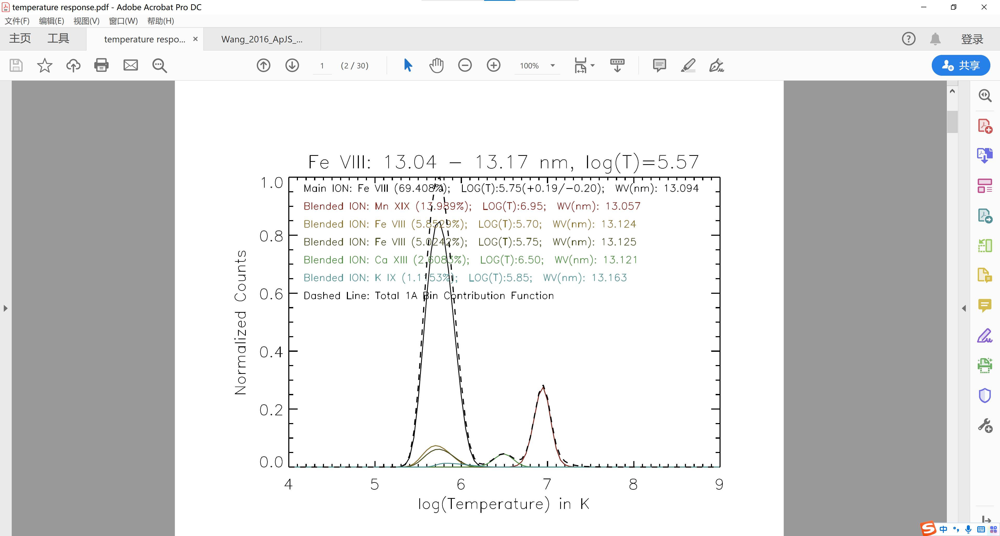 temperature response.pdf - Adobe Acrobat Pro DC
文件(F) 编辑(E) 视图(V) 窗口(W) 帮助(H)
主页 工具 temperature respo... × Wang_2016_ApJS_... 登录
1 (2 / 30) 100% 共享
Fe VIII: 13.04 - 13.17 nm, log(T)=5.57
Main ION: Fe VIII (69.408%); LOG(T):5.75(+0.19/-0.20); WV(nm): 13.094
Blended ION: Mn XIX (13.989%); LOG(T):6.95; WV(nm): 13.057
Blended ION: Fe VIII (5.8529%); LOG(T):5.70; WV(nm): 13.124
Blended ION: Fe VIII (5.0242%); LOG(T):5.75; WV(nm): 13.125
Blended ION: Ca XIII (2.6083%); LOG(T):6.50; WV(nm): 13.121
Blended ION: K IX (1.1153%); LOG(T):5.85; WV(nm): 13.163
Dashed Line: Total 1A Bin Contribution Function
Normalized Counts
1.0
0.8
0.6
0.4
0.2
0.0
4 5 6 7 8 9
log(Temperature) in K
中